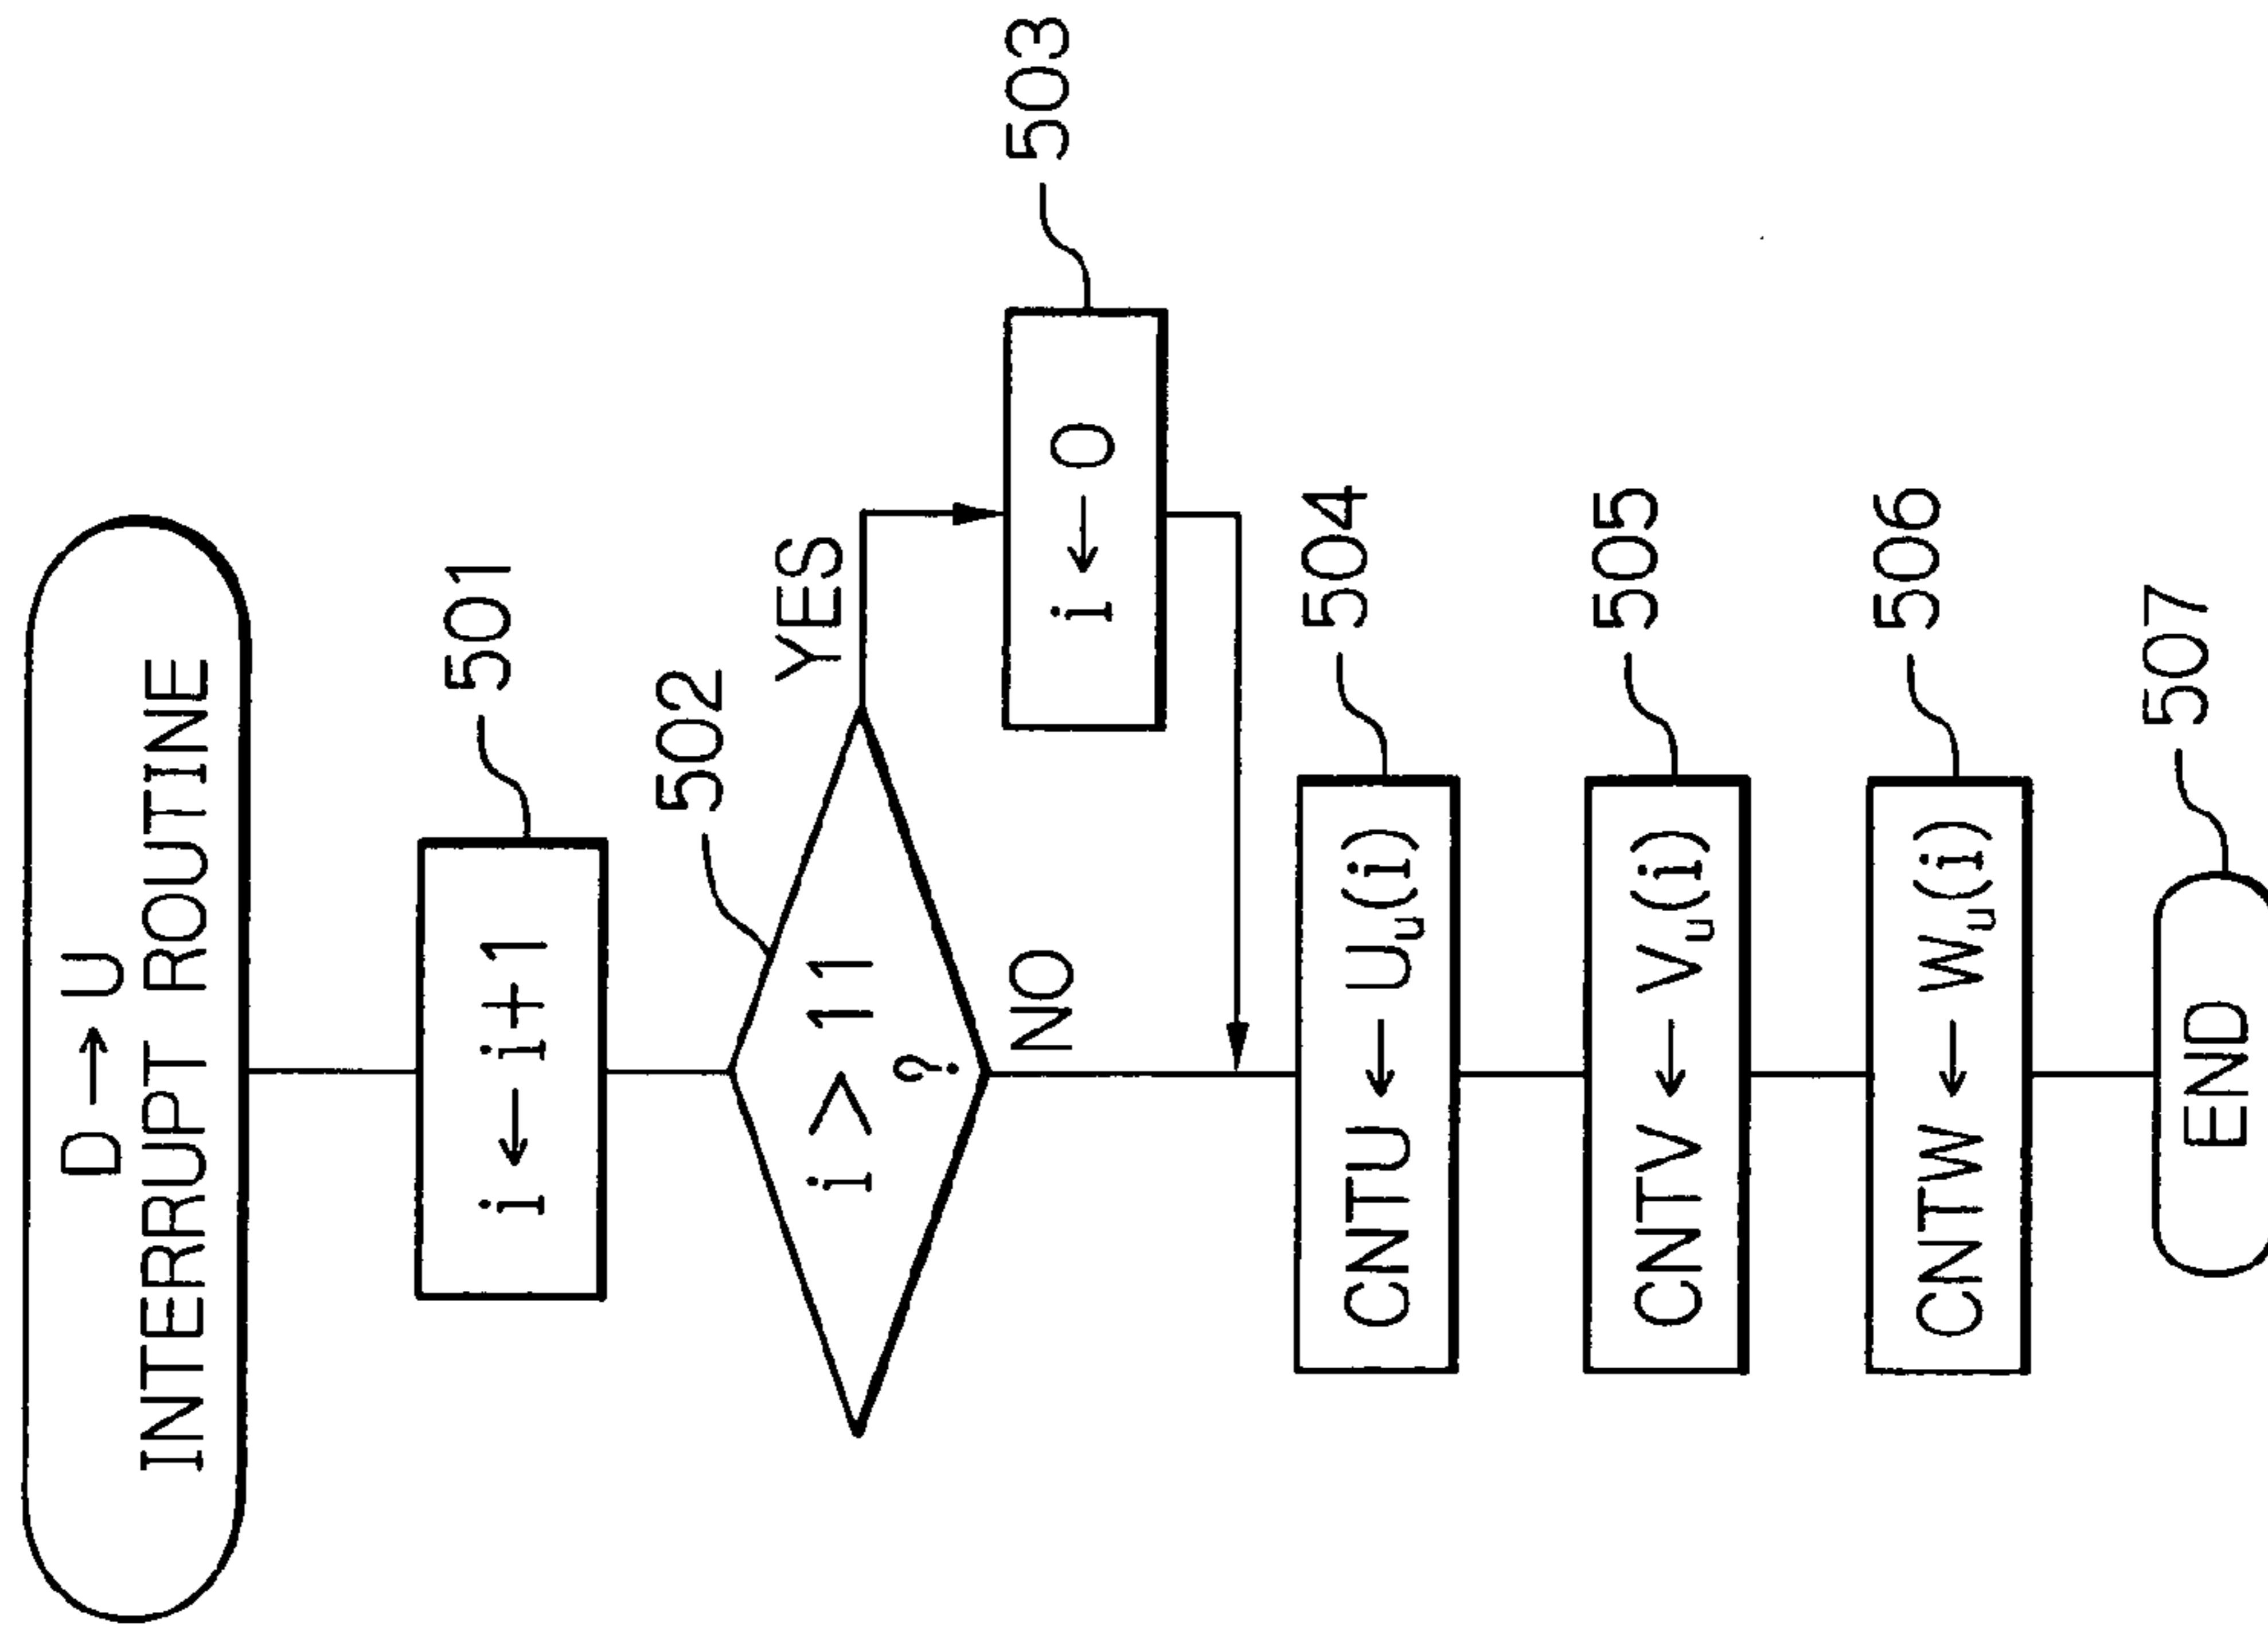 D → U
INTERRUPT ROUTINE
501
i ← i+1
502
i > 11
?
YES
503
i ← 0
NO
504
CNTU ← Uu(i)
505
CNTV ← Vu(i)
506
CNTW ← Wu(i)
507
END